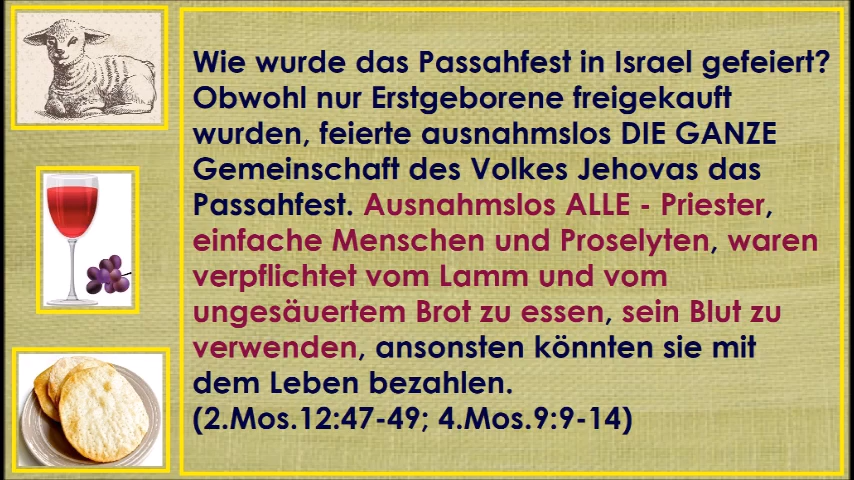 Wie wurde das Passahfest in Israel gefeiert?
Obwohl nur Erstgeborene freigekauft
wurden, feierte ausnahmslos DIE GANZE
Gemeinschaft des Volkes Jehovas das
Passahfest. Ausnahmslos ALLE - Priester,
einfache Menschen und Proselyten, waren
verpflichtet vom Lamm und vom
ungesäuertem Brot zu essen, sein Blut zu
verwenden, ansonsten könnten sie mit
dem Leben bezahlen.
(2.Mos.12:47-49; 4.Mos.9:9-14)